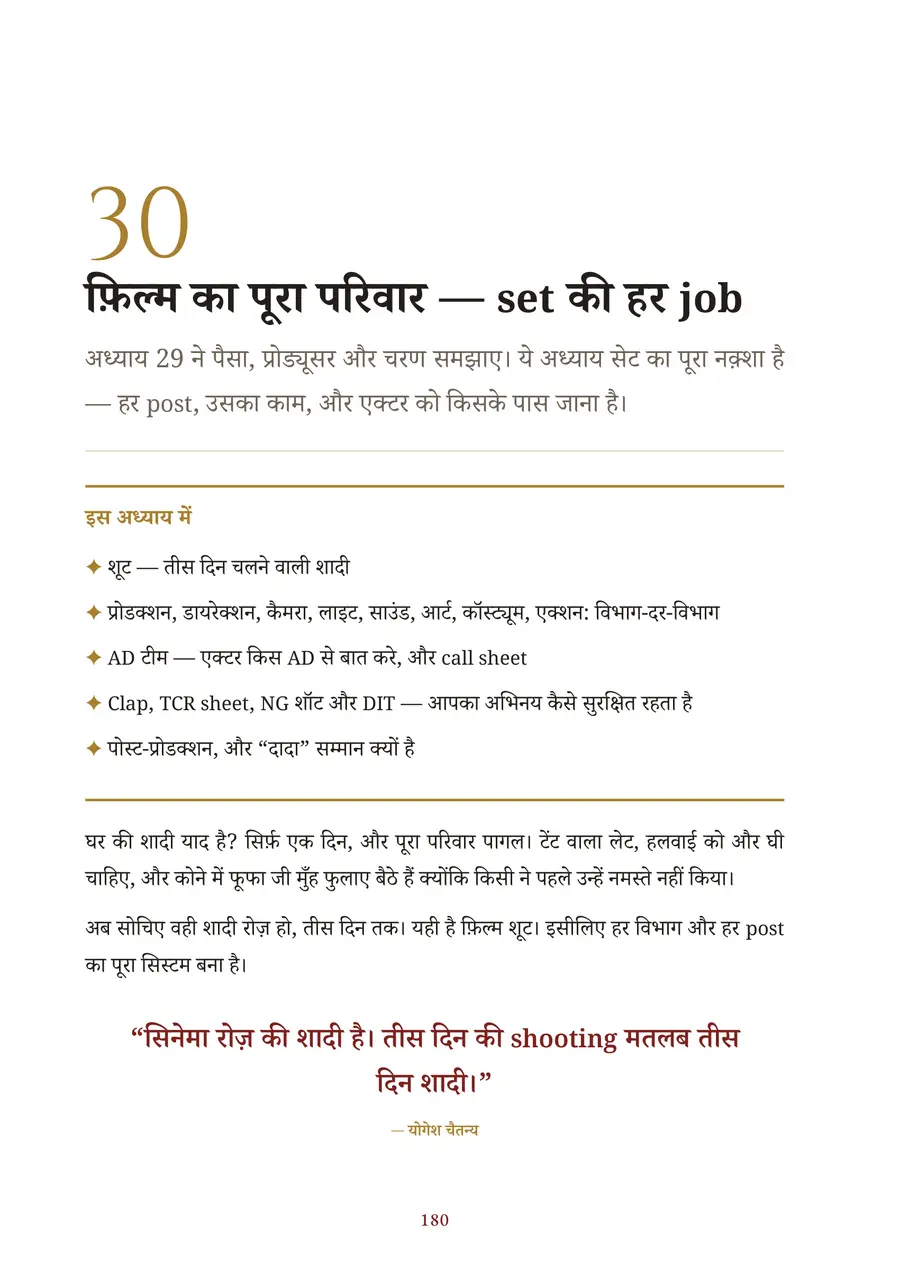 30
फ़िल्म का पूरा परिवार — set की हर job
अध्याय 29 ने पैसा, प्रोड्यूसर और चरण समझाए। ये अध्याय सेट का पूरा नक़्शा है
— हर post, उसका काम, और एक्टर को किसके पास जाना है।
इस अध्याय में
✦ शूट — तीस दिन चलने वाली शादी
✦ प्रोडक्शन, डायरेक्शन, कैमरा, लाइट, साउंड, आर्ट, कॉस्ट्यूम, एक्शन: विभाग-दर-विभाग
✦ AD टीम — एक्टर किस AD से बात करे, और call sheet
✦ Clap, TCR sheet, NG शॉट और DIT — आपका अभिनय कैसे सुरक्षित रहता है
✦ पोस्ट-प्रोडक्शन, और “दादा” सम्मान क्यों है
घर की शादी याद है? सिर्फ़ एक दिन, और पूरा परिवार पागल। टेंट वाला लेट, हलवाई को और घी
चाहिए, और कोने में फूफा जी मुँह फुलाए बैठे हैं क्योंकि किसी ने पहले उन्हें नमस्ते नहीं किया।
अब सोचिए वही शादी रोज़ हो, तीस दिन तक। यही है फ़िल्म शूट। इसीलिए हर विभाग और हर post
का पूरा सिस्टम बना है।
“सिनेमा रोज़ की शादी है। तीस दिन की shooting मतलब तीस
दिन शादी।”
— योगेश चैतन्य
180